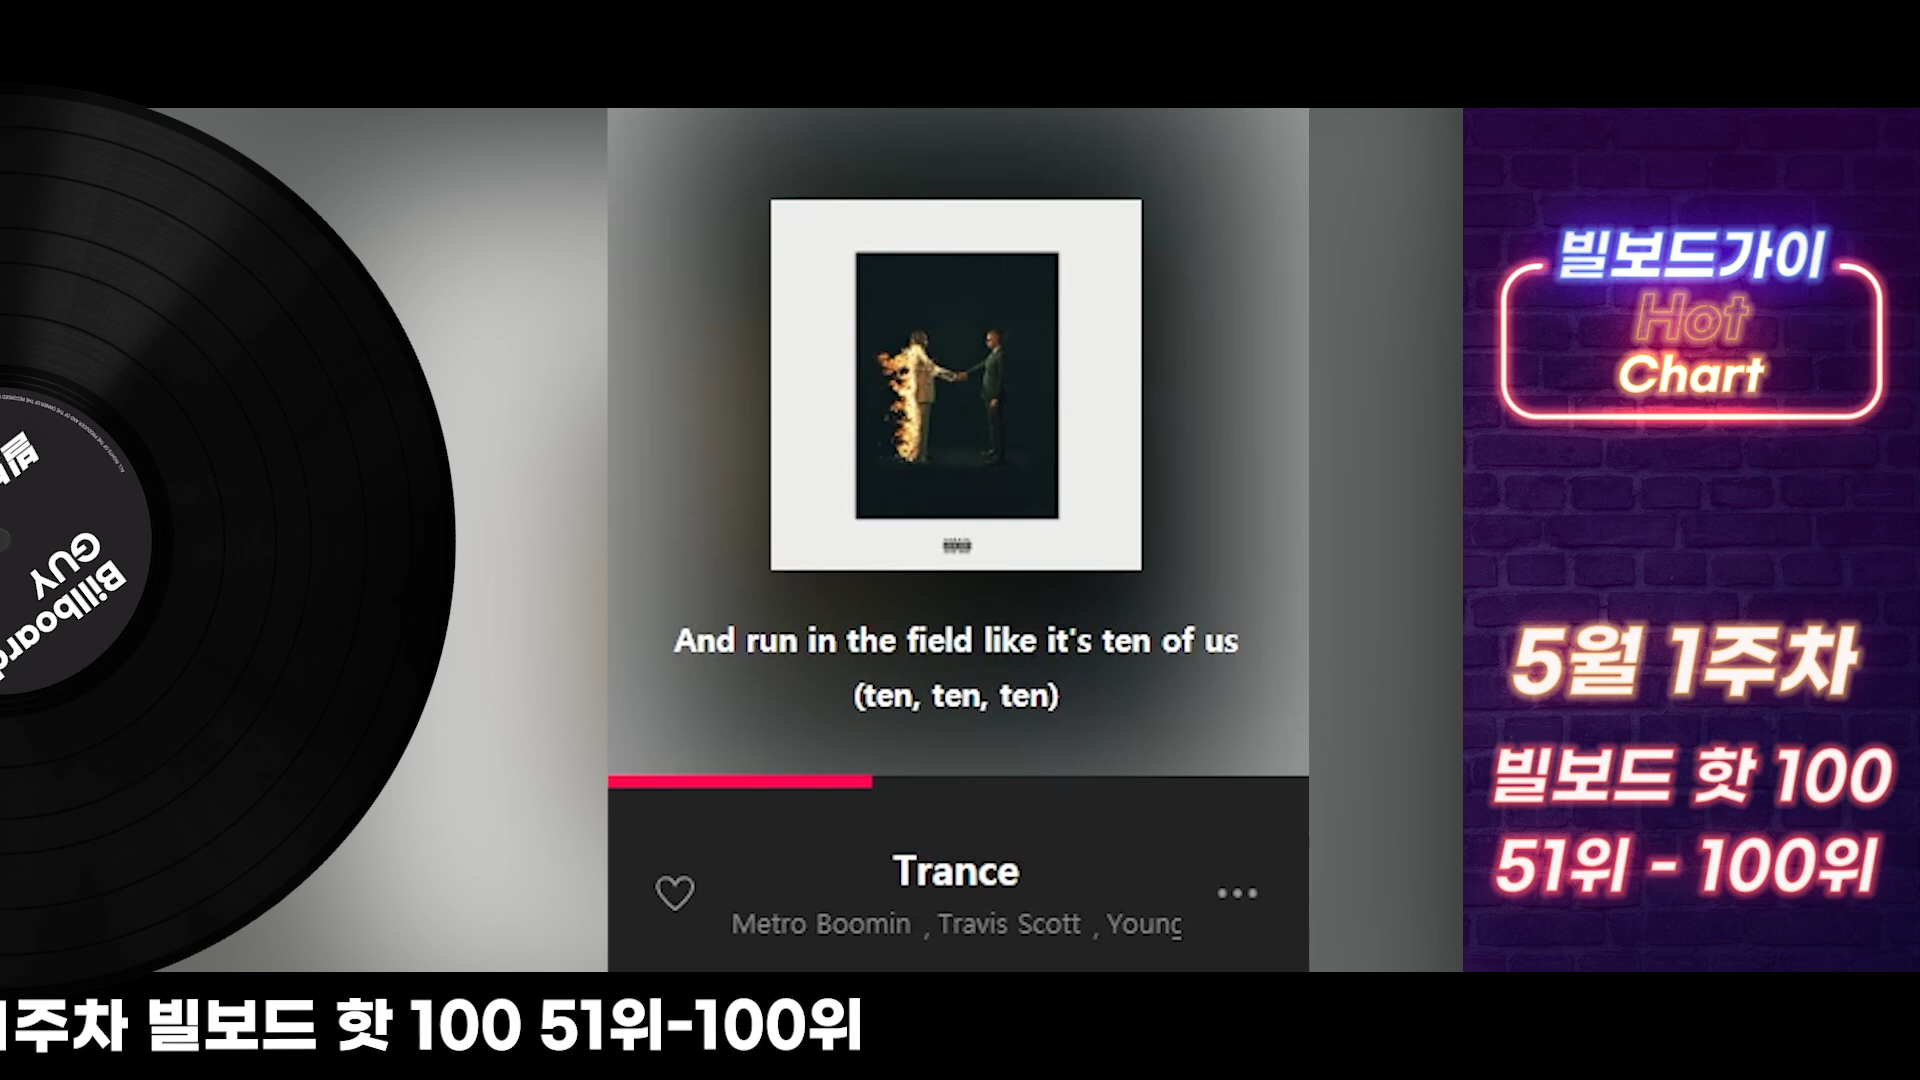 빌보드가이
Hot
Chart
And run in the field like it's ten of us
(ten, ten, ten)
Billboard
GUY
5월 1주차
빌보드 핫 100
51위 - 100위
Trance
Metro Boomin , Travis Scott , Young
1주차 빌보드 핫 100 51위-100위